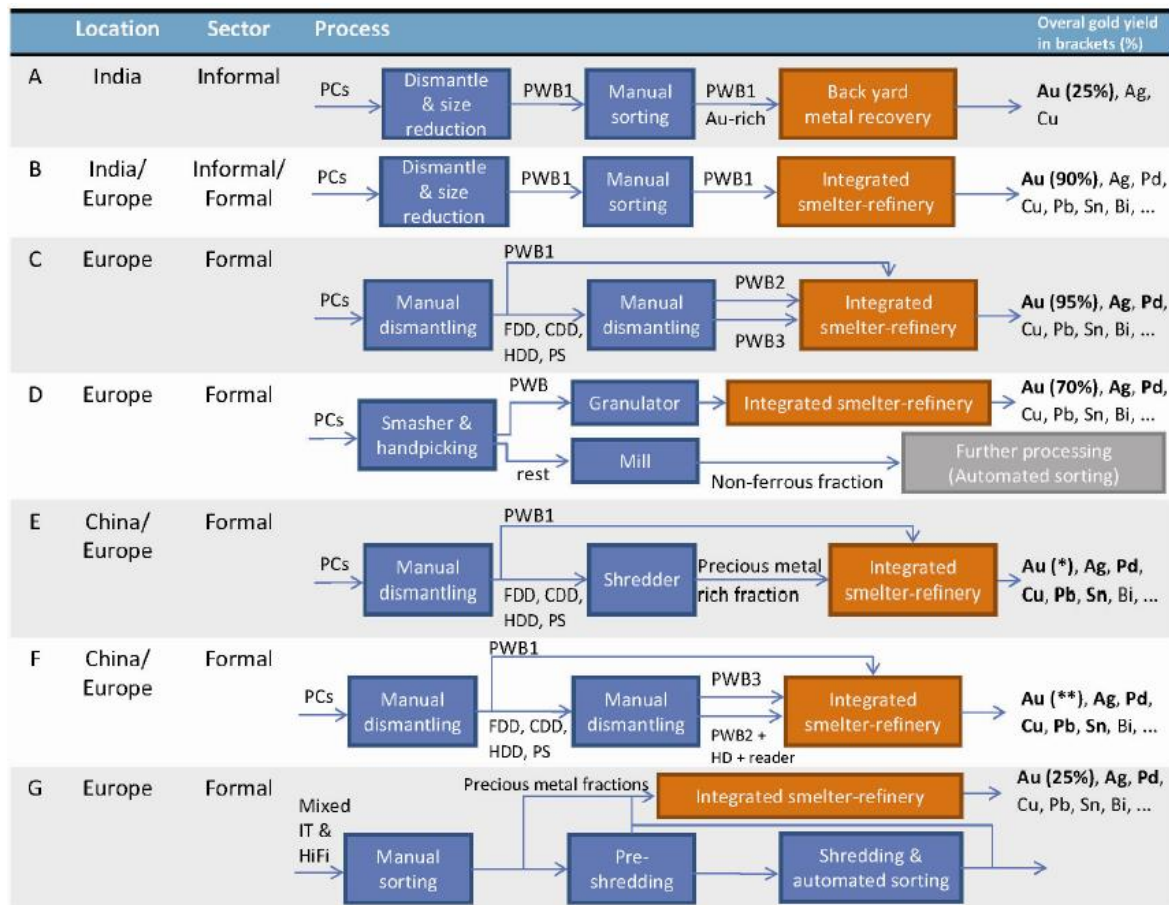 Location Sector Process Overal gold yield
in brackets (%)
A India Informal
PCs
Dismantle
& size
reduction
PWB1
Manual
sorting
PWB1
Au-rich
Back yard
metal recovery
Au (25%), Ag,
Cu
B India/
Europe
Informal/
Formal
PCs
Dismantle
& size
reduction
PWB1
Manual
sorting
PWB1
Integrated
smelter-refinery
Au (90%), Ag, Pd,
Cu, Pb, Sn, Bi, ...
C Europe Formal
PWB1
PCs
Manual
dismantling
FDD, CDD,
HDD, PS
Manual
dismantling
PWB2
PWB3
Integrated
smelter-refinery
Au (95%), Ag, Pd,
Cu, Pb, Sn, Bi, ...
D Europe Formal
PCs
Smasher &
handpicking
PWB
Granulator
Integrated smelter-refinery
Au (70%), Ag, Pd,
Cu, Pb, Sn, Bi, ...
rest
Mill
Non-ferrous fraction
Further processing
(Automated sorting)
E China/
Europe
Formal
PWB1
PCs
Manual
dismantling
FDD, CDD,
HDD, PS
Shredder
Precious metal
rich fraction
Integrated
smelter-refinery
Au (*), Ag, Pd,
Cu, Pb, Sn, Bi, ...
F China/
Europe
Formal
PWB1
PCs
Manual
dismantling
FDD, CDD,
HDD, PS
Manual
dismantling
PWB3
PWB2 +
HD + reader
Integrated
smelter-refinery
Au (**), Ag, Pd,
Cu, Pb, Sn, Bi, ...
G Europe Formal
Mixed
IT &
HiFi
Manual
sorting
Precious metal fractions
Integrated smelter-refinery
Au (25%), Ag, Pd,
Cu, Pb, Sn, Bi, ...
Pre-
shredding
Shredding &
automated sorting